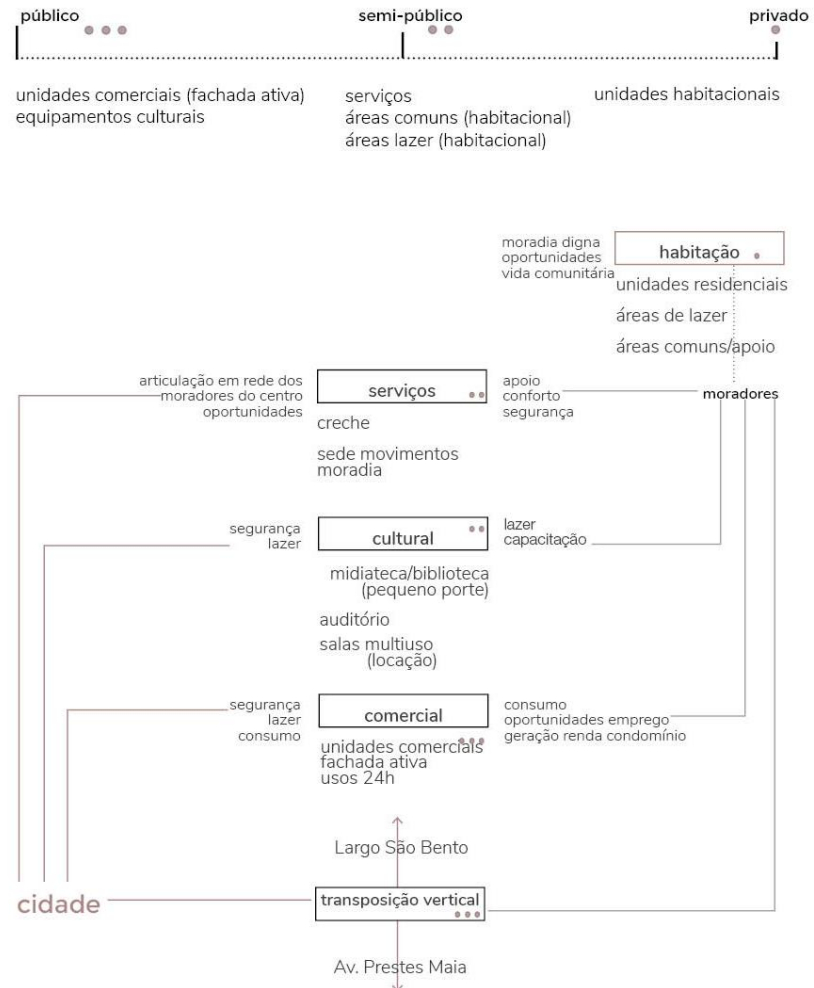 público
semi-público
privado
unidades comerciais (fachada ativa)
equipamentos culturais
serviços
áreas comuns (habitacional)
áreas lazer (habitacional)
unidades habitacionais
moradia digna
oportunidades
vida comunitária
habitação
unidades residenciais
áreas de lazer
áreas comuns/apoio
articulação em rede dos
moradores do centro
oportunidades
serviços
apoio
conforto
segurança
moradores
creche
sede movimentos
moradia
segurança
lazer
cultural
lazer
capacitação
midiateca/biblioteca
(pequeno porte)
auditório
salas multiuso
(locação)
segurança
lazer
consumo
comercial
consumo
oportunidades emprego
geração renda condomínio
unidades comerciais
fachada ativa
usos 24h
Largo São Bento
cidade
transposição vertical
Av. Prestes Maia